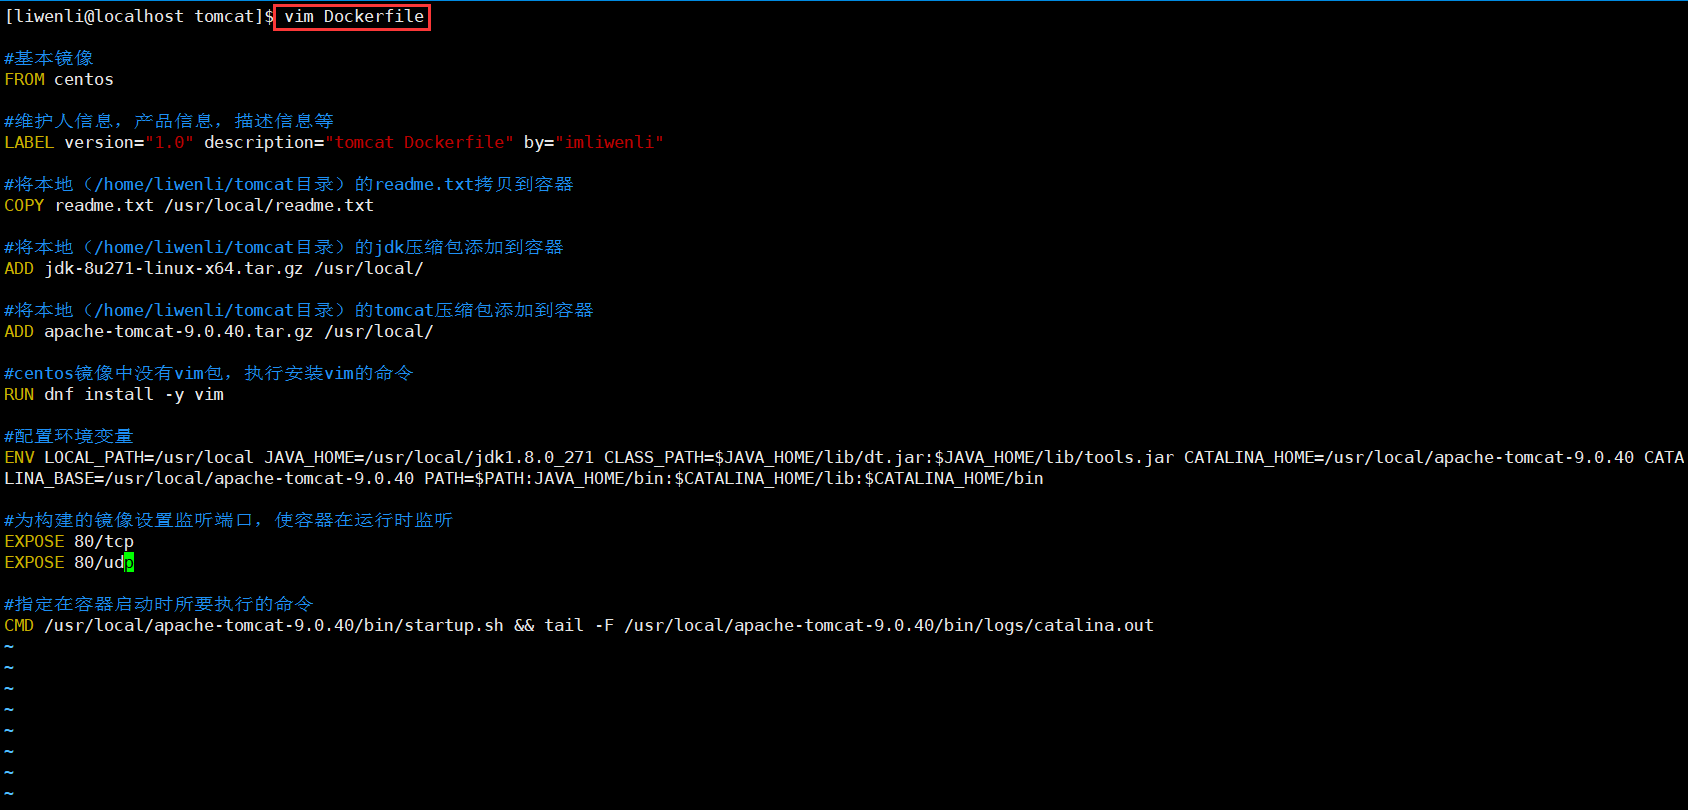 [liwenli@localhost tomcat]$ vim Dockerfile
#基本镜像
FROM centos
#维护人信息，产品信息，描述信息等
LABEL version="1.0" description="tomcat Dockerfile" by="imliwenli"
#将本地（/home/liwenli/tomcat目录）的readme.txt拷贝到容器
COPY readme.txt /usr/local/readme.txt
#将本地（/home/liwenli/tomcat目录）的jdk压缩包添加到容器
ADD jdk-8u271-linux-x64.tar.gz /usr/local/
#将本地（/home/liwenli/tomcat目录）的tomcat压缩包添加到容器
ADD apache-tomcat-9.0.40.tar.gz /usr/local/
#centos镜像中没有vim包，执行安装vim的命令
RUN dnf install -y vim
#配置环境变量
ENV LOCAL_PATH=/usr/local JAVA_HOME=/usr/local/jdk1.8.0_271 CLASS_PATH=$JAVA_HOME/lib/dt.jar:$JAVA_HOME/lib/tools.jar CATALINA_HOME=/usr/local/apache-tomcat-9.0.40 CATA
LINA_BASE=/usr/local/apache-tomcat-9.0.40 PATH=$PATH:JAVA_HOME/bin:$CATALINA_HOME/lib:$CATALINA_HOME/bin
#为构建的镜像设置监听端口，使容器在运行时监听
EXPOSE 80/tcp
EXPOSE 80/udp
#指定在容器启动时所要执行的命令
CMD /usr/local/apache-tomcat-9.0.40/bin/startup.sh && tail -F /usr/local/apache-tomcat-9.0.40/bin/logs/catalina.out
~
~
~
~
~
~
~
~